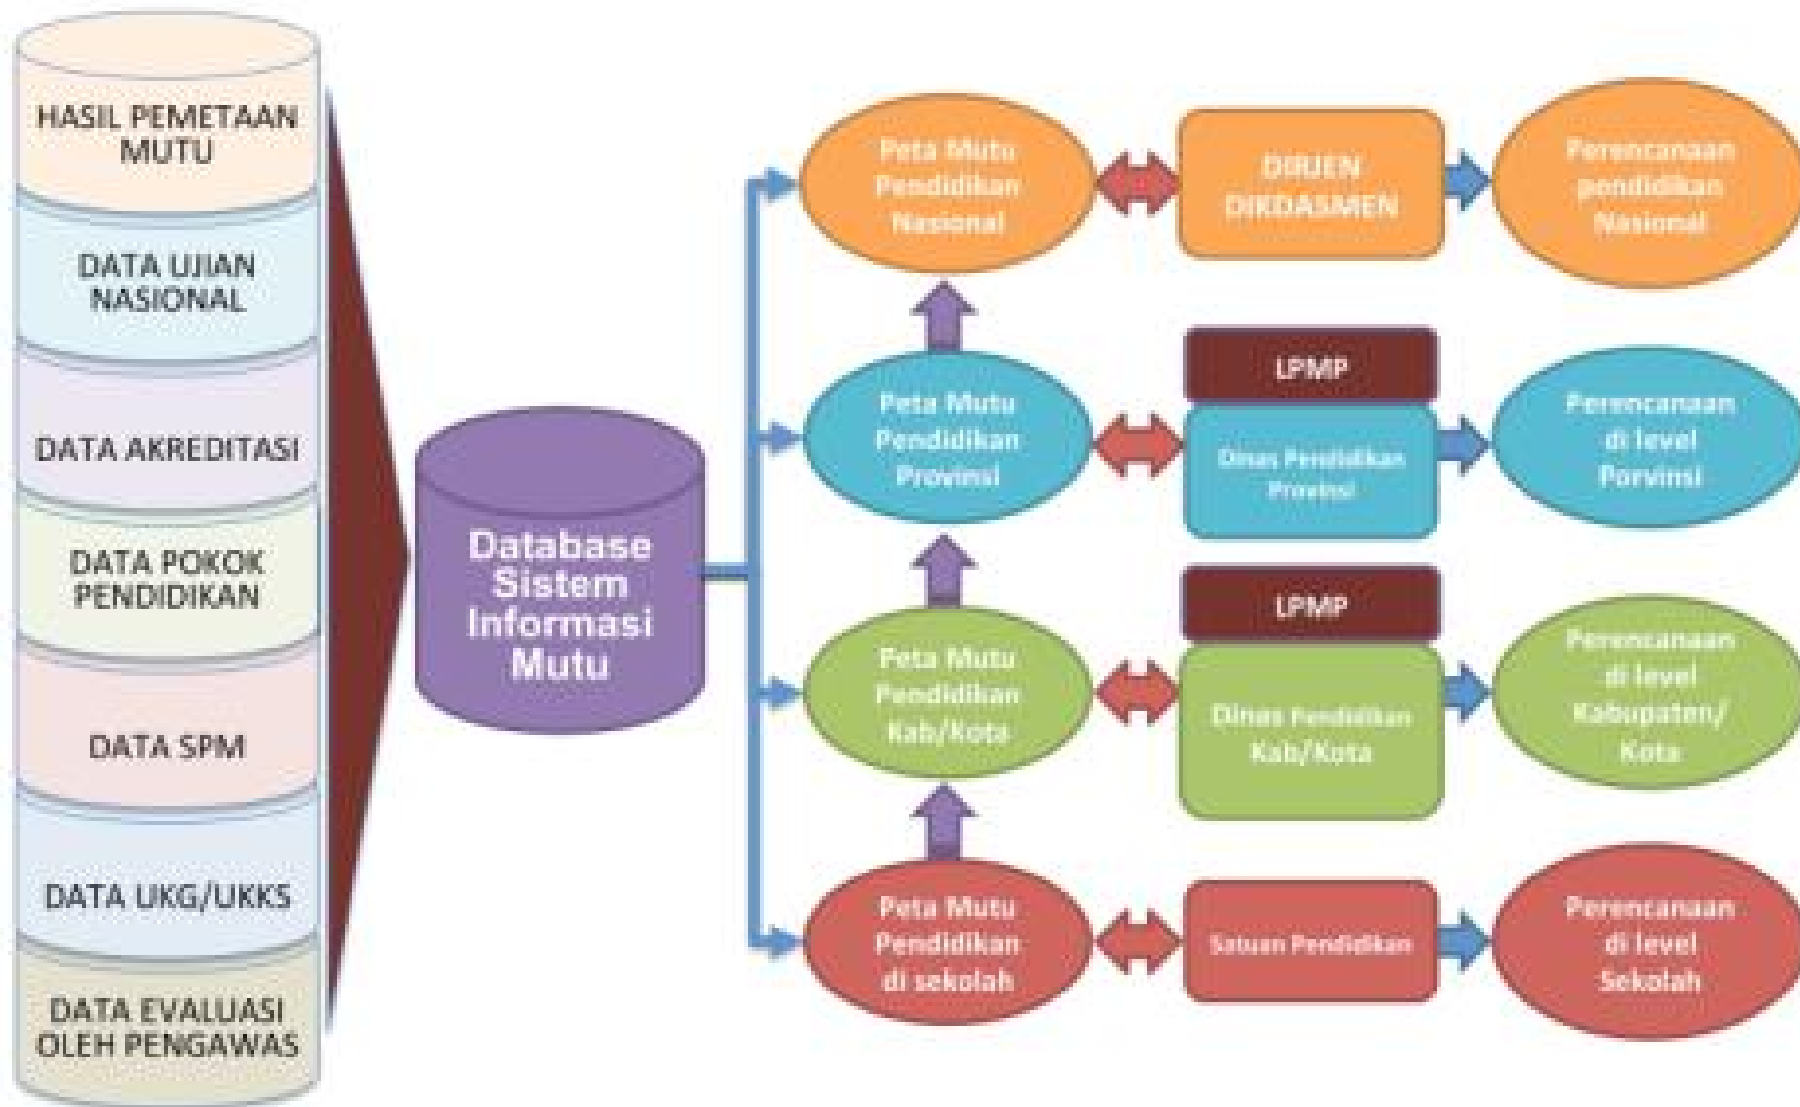 HASIL PEMETAAN
MUTU
DATA UJIAN
NASIONAL
DATA AKREDITASI
DATA POKOK
PENDIDIKAN
DATA SPM
DATA UKG/UKKS
DATA EVALUASI
OLEH PENGAWAS
Database
Sistem
Informasi
Mutu
Peta Mutu
Pendidikan
Nasional
DIRJEN
DIKDASMEN
Perencanaan
pendidikan
Nasional
Peta Mutu
Pendidikan
Provinsi
LPMP
Dinas Pendidikan
Provinsi
Perencanaan
di level
Porvinsi
Peta Mutu
Pendidikan
Kab/Kota
LPMP
Dinas Pendidikan
Kab/Kota
Perencanaan
di level
Kabupaten/
Kota
Peta Mutu
Pendidikan
di sekolah
Satuan Pendidikan
Perencanaan
di level
Sekolah